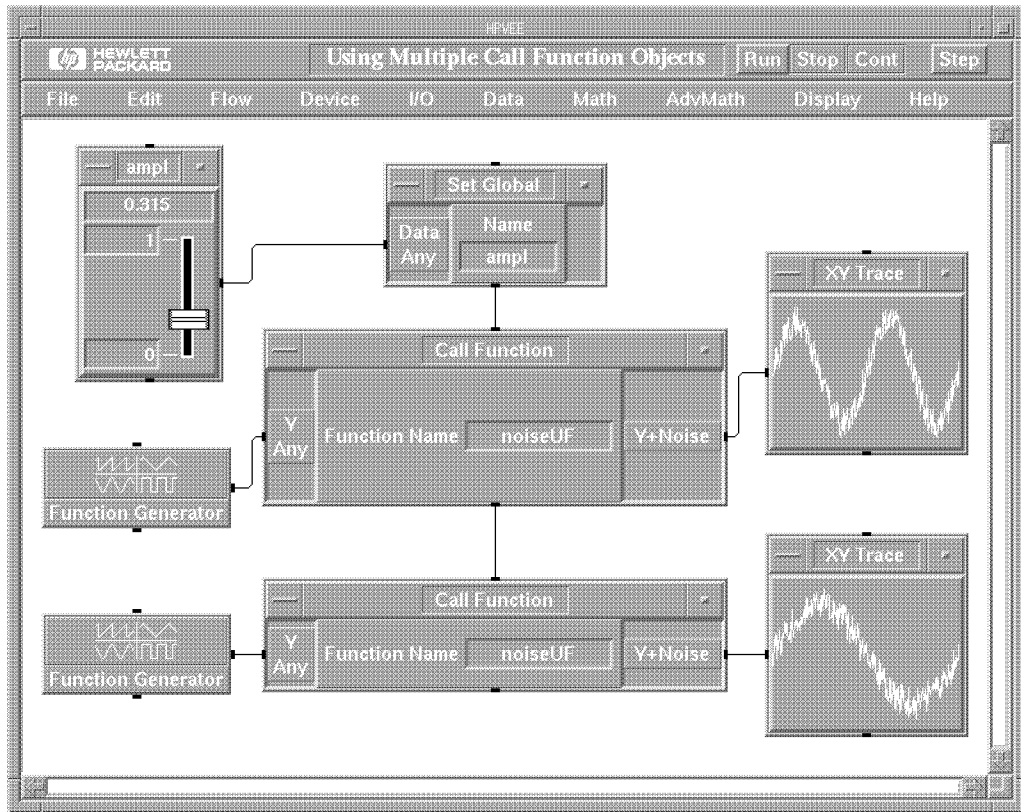 HPVEE
hp HEWLETT PACKARD Using Multiple Call Function Objects Run Stop Cont Step
File Edit Flow Device I/O Data Math AdvMath Display Help
ampl
0.315
1
0
Set Global
Data Any
Name
ampl
XY Trace
Call Function
Y Any
Function Name noiseUF Y+Noise
Function Generator
XY Trace
Call Function
Y Any
Function Name noiseUF Y+Noise
Function Generator